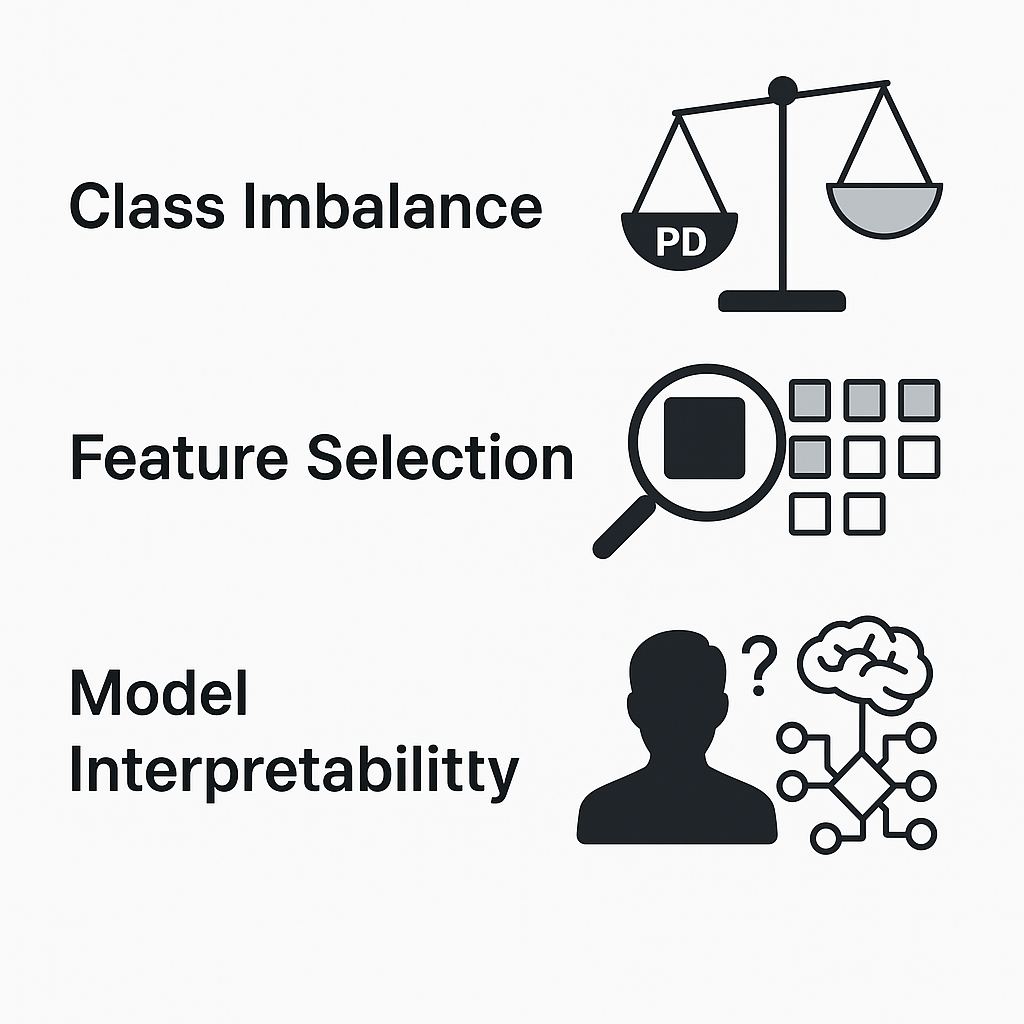 Class Imbalance
PD
Feature Selection
?
Model
Interpretabilitty